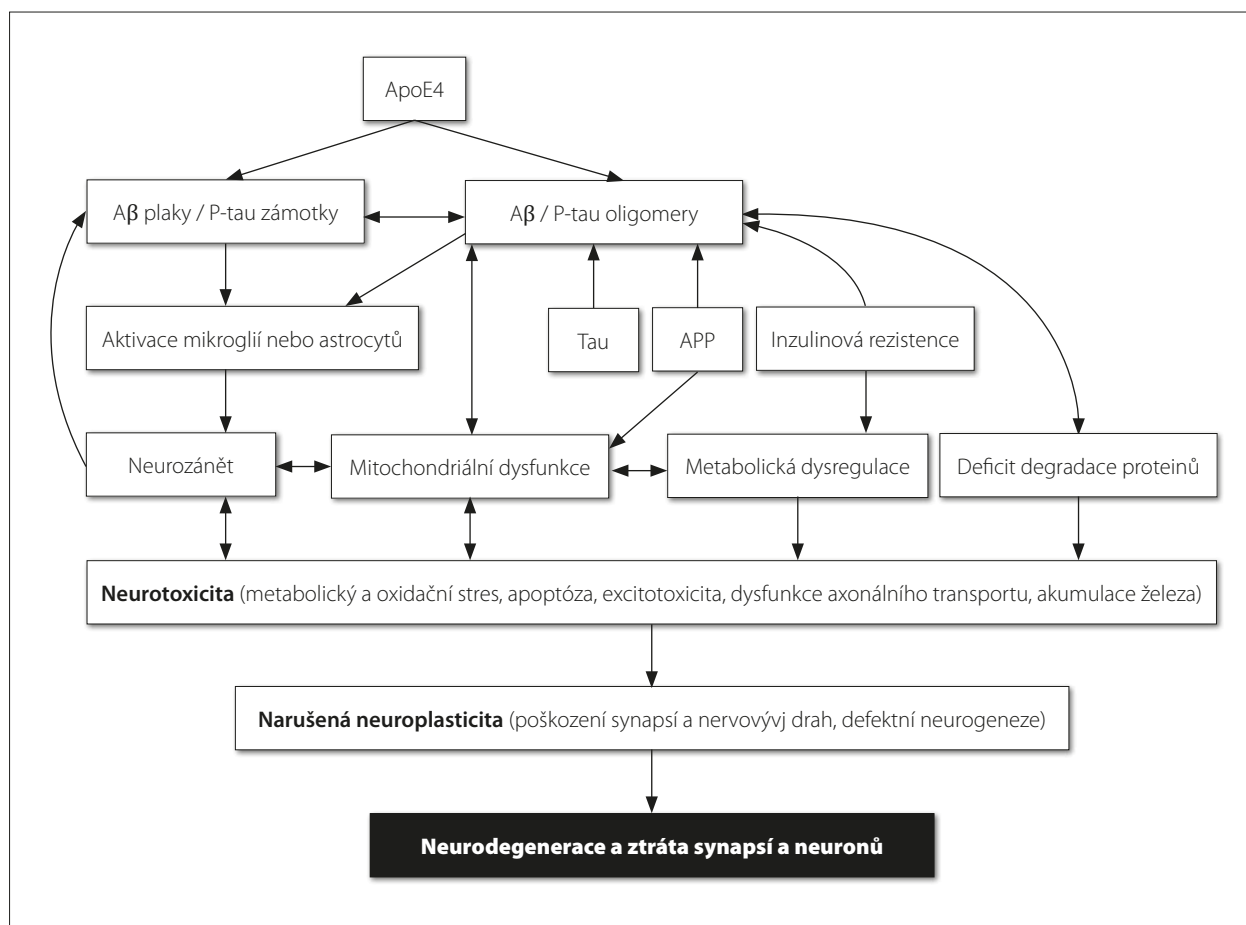 ApoE4
Aβ plaky / P-tau zámotky
Aβ / P-tau oligomery
Aktivace mikroglií nebo astrocytů
Tau
APP
Inzulinová rezistence
Neurozánět
Mitochondriální dysfunkce
Metabolická dysregulace
Deficit degradace proteinů
Neurotoxicita (metabolický a oxidační stres, apoptóza, excitotoxicita, dysfunkce axonálního transportu, akumulace železa)
Narušená neuroplasticita (poškození synapsí a nervovývj drah, defektní neurogeneze)
Neurodegenerace a ztráta synapsí a neuronů